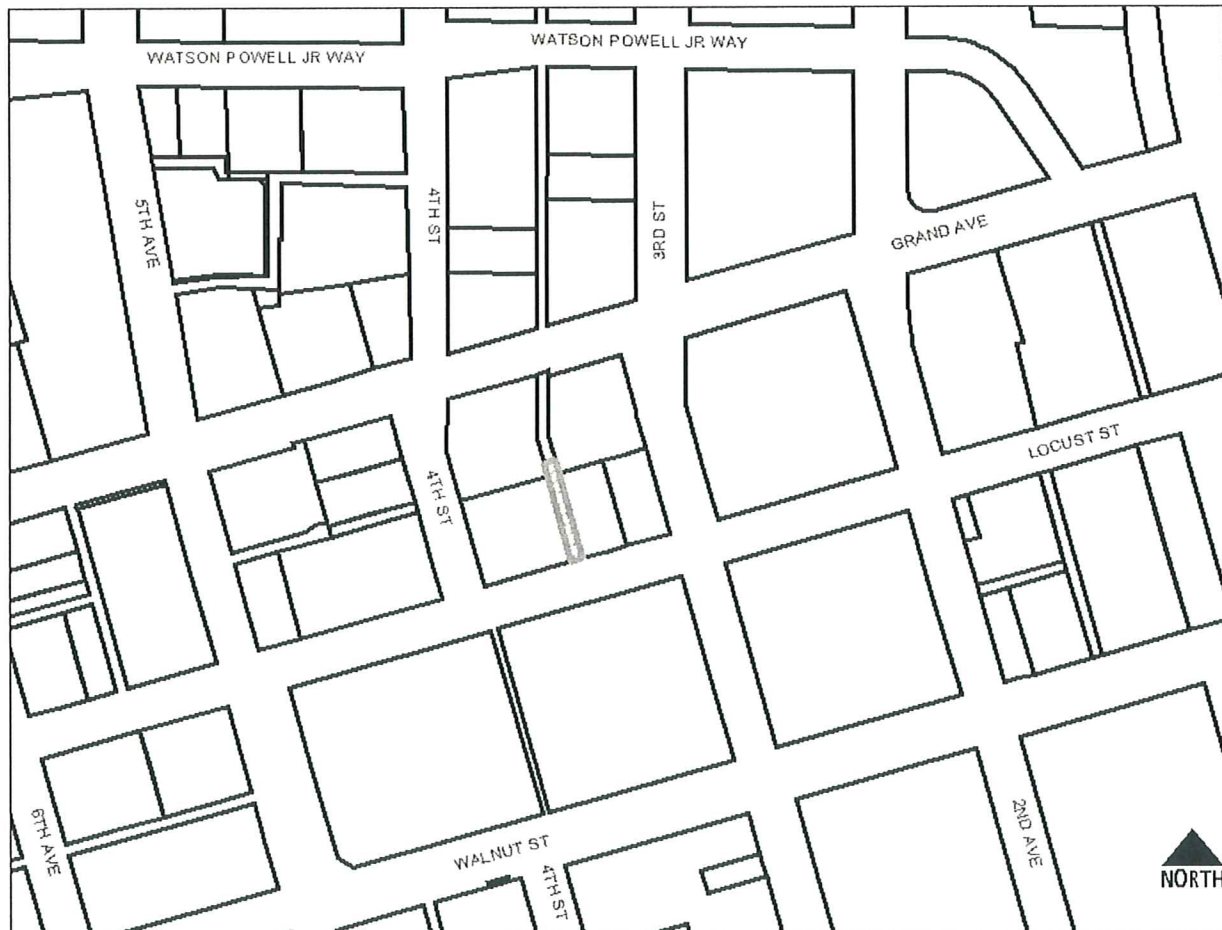 WATSON POWELL JR WAY
WATSON POWELL JR WAY
5TH AVE
4TH ST
3RD ST
GRAND AVE
LOCUST ST
4TH ST
6TH AVE
WALNUT ST
4TH ST
2ND AVE
NORTH